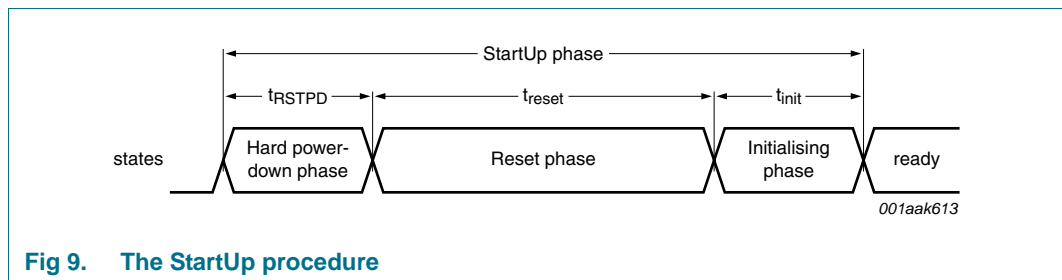 StartUp phase
tRSTPD
treset
tinit
states
Hard power-
down phase
Reset phase
Initialising
phase
ready
001aak613
Fig 9. The StartUp procedure